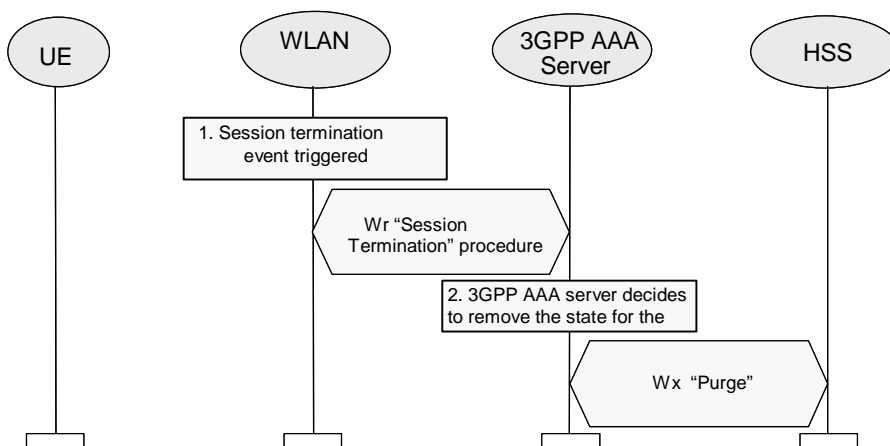 UE
WLAN
3GPP AAA
Server
HSS
1. Session termination
event triggered
Wr “Session
Termination” procedure
2. 3GPP AAA server decides
to remove the state for the
Wx “Purge”